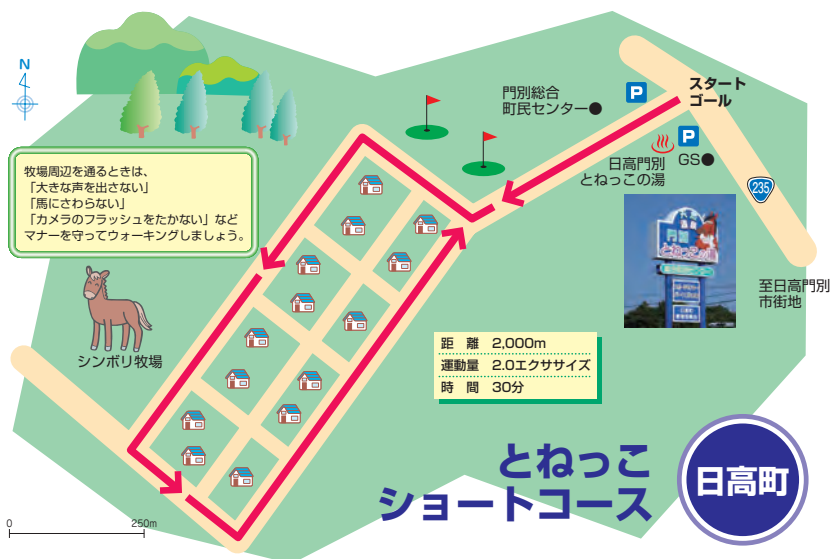 N
門別総合
町民センター●
P
スタート
ゴール
P
GS●
日高門別
とねっこの湯
235
牧場周辺を通るときは、
「大きな声を出さない」
「馬にさわらない」
「カメラのフラッシュをたかない」など
マナーを守ってウォーキングしましょう。
とねっこの湯
至日高門別
市街地
シンボリ牧場
距 離 2,000m
運動量 2.0エクササイズ
時 間 30分
とねっこ
ショートコース
日高町
0 250m